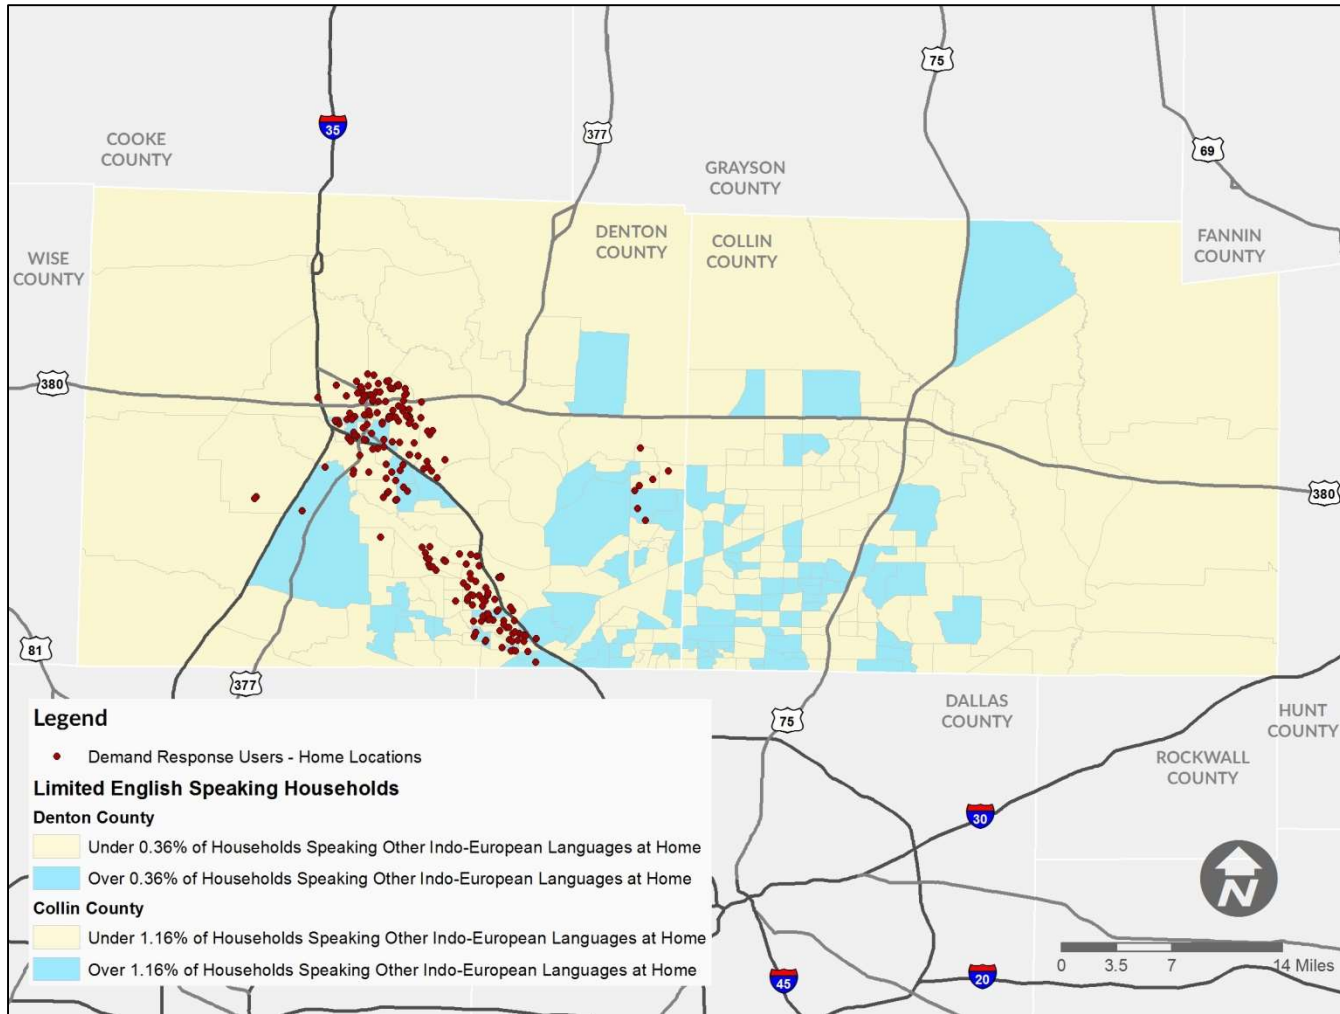 75
35
377
69
COOKE
COUNTY
GRAYSON
COUNTY
DENTON
COUNTY
COLLIN
COUNTY
FANNIN
COUNTY
WISE
COUNTY
380
380
81
377
75
DALLAS
COUNTY
HUNT
COUNTY
ROCKWALL
COUNTY
30
45
20
Legend
Demand Response Users - Home Locations
Limited English Speaking Households
Denton County
Under 0.36% of Households Speaking Other Indo-European Languages at Home
Over 0.36% of Households Speaking Other Indo-European Languages at Home
Collin County
Under 1.16% of Households Speaking Other Indo-European Languages at Home
Over 1.16% of Households Speaking Other Indo-European Languages at Home
N
0 3.5 7 14 Miles